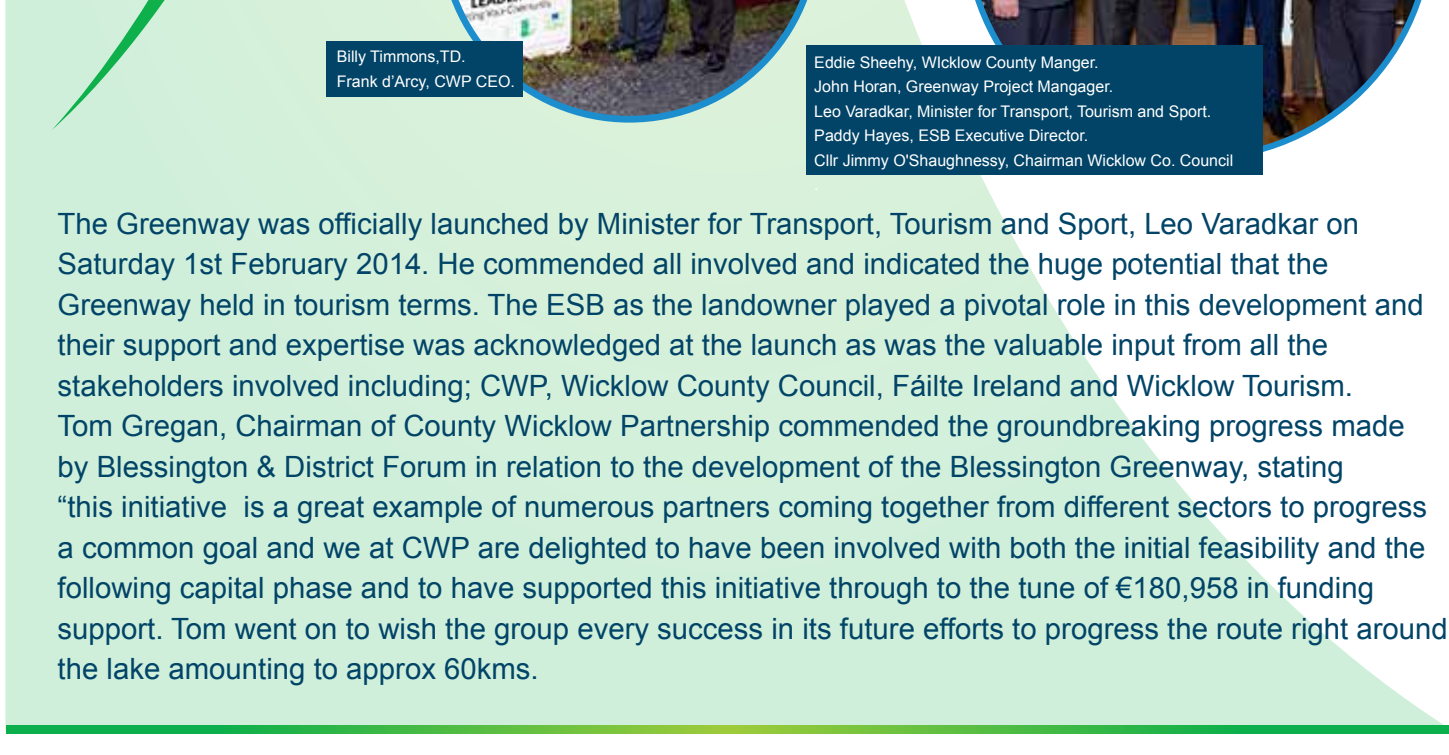 LEADER
ting Your Community
Billy Timmons,TD.
Frank d’Arcy, CWP CEO.
Eddie Sheehy, WIcklow County Manger.
John Horan, Greenway Project Mangager.
Leo Varadkar, Minister for Transport, Tourism and Sport.
Paddy Hayes, ESB Executive Director.
Cllr Jimmy O'Shaughnessy, Chairman Wicklow Co. Council
.
The Greenway was officially launched by Minister for Transport, Tourism and Sport, Leo Varadkar on
Saturday 1st February 2014. He commended all involved and indicated the huge potential that the
Greenway held in tourism terms. The ESB as the landowner played a pivotal role in this development and
their support and expertise was acknowledged at the launch as was the valuable input from all the
stakeholders involved including; CWP, Wicklow County Council, Fáilte Ireland and Wicklow Tourism.
Tom Gregan, Chairman of County Wicklow Partnership commended the groundbreaking progress made
by Blessington & District Forum in relation to the development of the Blessington Greenway, stating
“this initiative  is a great example of numerous partners coming together from different sectors to progress
a common goal and we at CWP are delighted to have been involved with both the initial feasibility and the
following capital phase and to have supported this initiative through to the tune of €180,958 in funding
support. Tom went on to wish the group every success in its future efforts to progress the route right around
the lake amounting to approx 60kms.